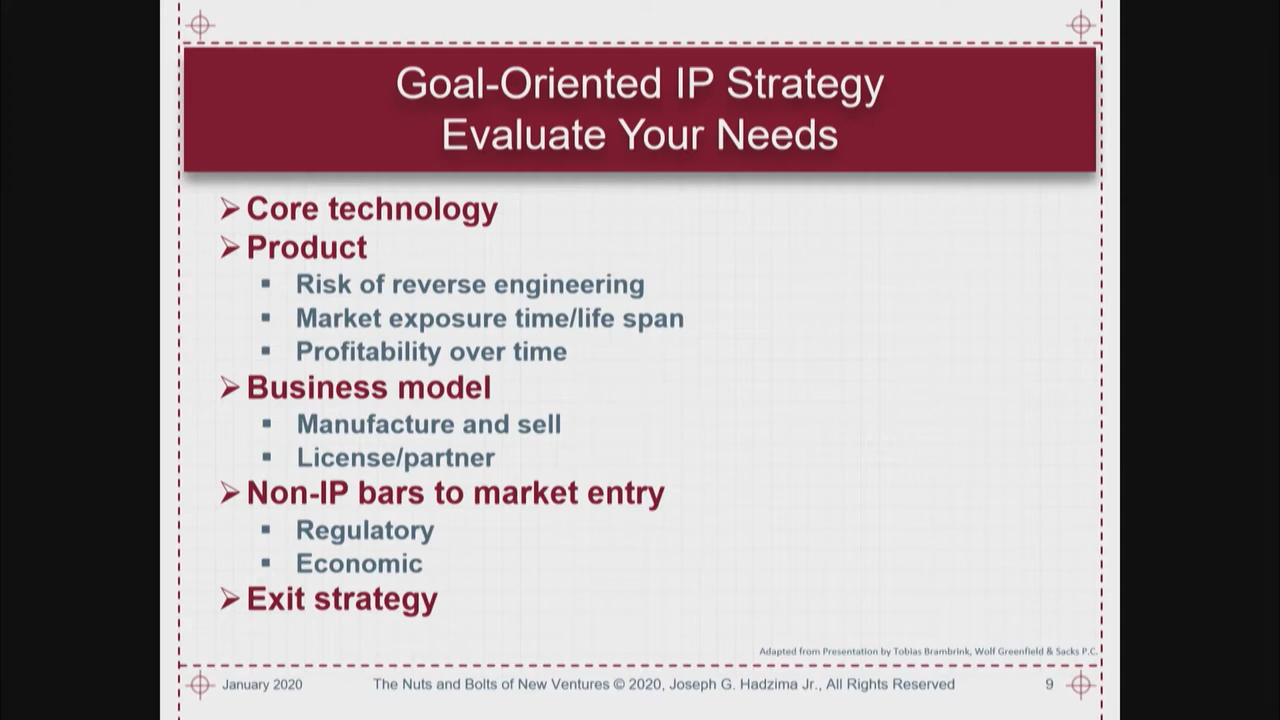 Goal-Oriented IP Strategy
Evaluate Your Needs
➢ Core technology
➢ Product
▪ Risk of reverse engineering
▪ Market exposure time/life span
▪ Profitability over time
➢ Business model
▪ Manufacture and sell
▪ License/partner
➢ Non-IP bars to market entry
▪ Regulatory
▪ Economic
➢ Exit strategy
Adapted from Presentation by Tobias Brambrink, Wolf Greenfield & Sacks P.C.
January 2020 The Nuts and Bolts of New Ventures © 2020, Joseph G. Hadzima Jr., All Rights Reserved 9